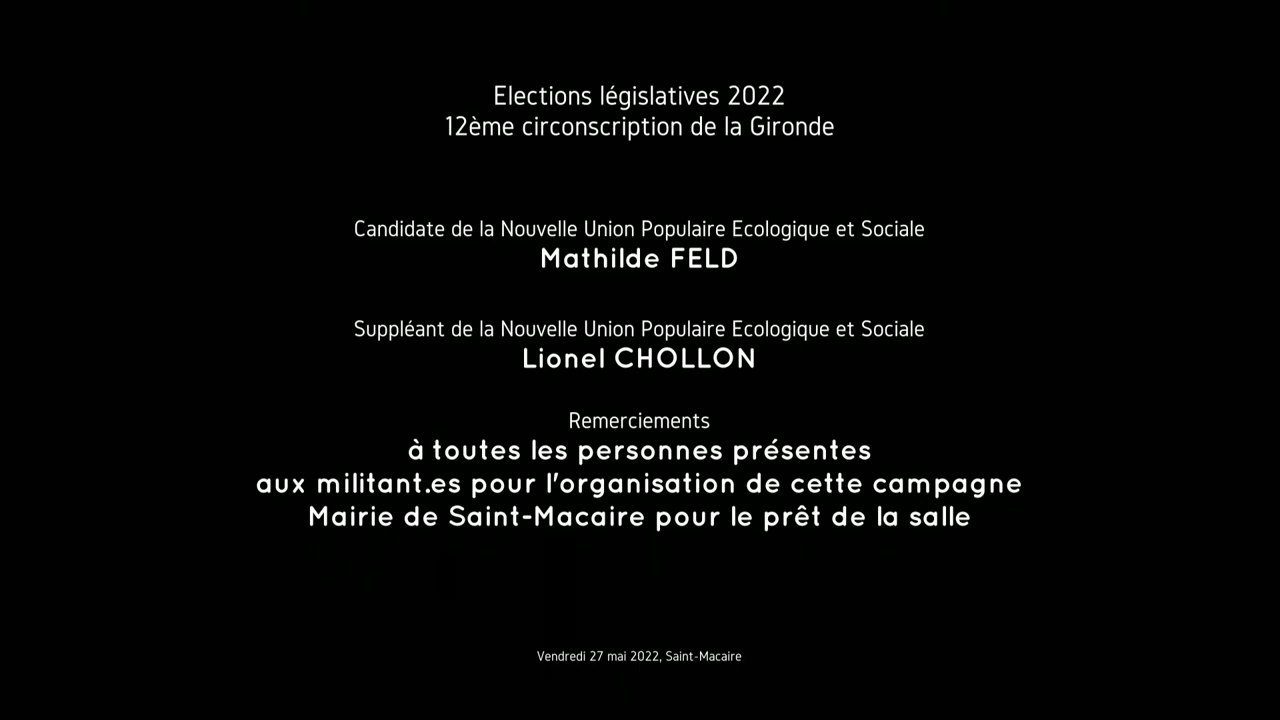 Elections législatives 2022
12ème circonscription de la Gironde
Candidate de la Nouvelle Union Populaire Ecologique et Sociale
Mathilde FELD
Suppléant de la Nouvelle Union Populaire Ecologique et Sociale
Lionel CHOLLON
Remerciements
à toutes les personnes présentes
aux militant.es pour l'organisation de cette campagne
Mairie de Saint-Macaire pour le prêt de la salle
Vendredi 27 mai 2022, Saint-Macaire